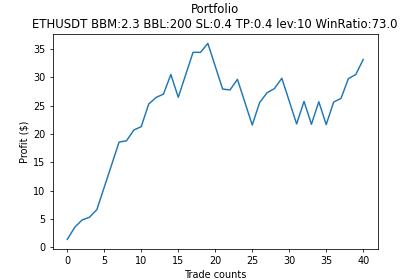 Portfolio
ETHUSDT BBM:2.3 BBL:200 SL:0.4 TP:0.4 lev:10 WinRatio:73.0
35
30
25
20
15
10
5
0
Profit ($)
0 5 10 15 20 25 30 35 40
Trade counts